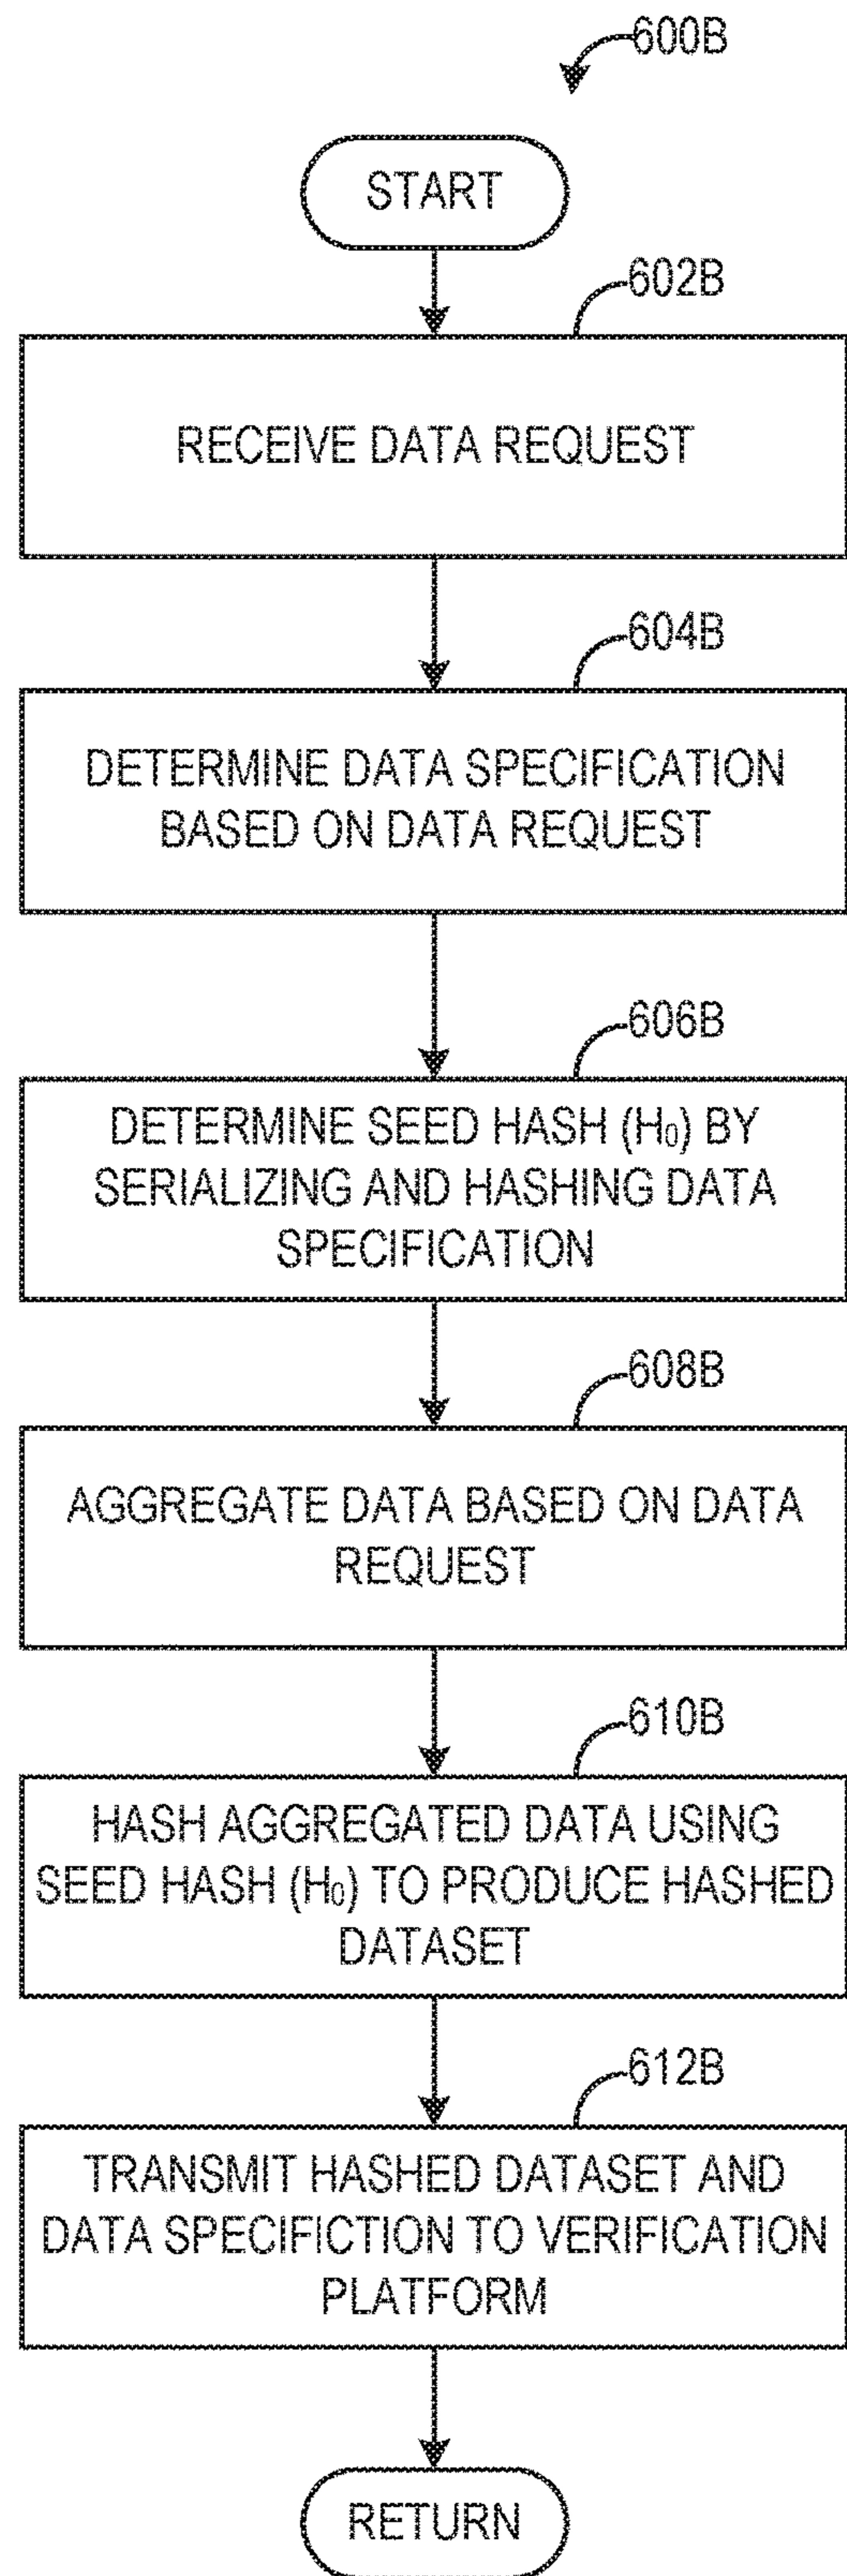 600B
START
602B
RECEIVE DATA REQUEST
604B
DETERMINE DATA SPECIFICATION
BASED ON DATA REQUEST
606B
DETERMINE SEED HASH (H₀) BY
SERIALIZING AND HASHING DATA
SPECIFICATION
608B
AGGREGATE DATA BASED ON DATA
REQUEST
610B
HASH AGGREGATED DATA USING
SEED HASH (H₀) TO PRODUCE HASHED
DATASET
612B
TRANSMIT HASHED DATASET AND
DATA SPECIFICTION TO VERIFICATION
PLATFORM
RETURN